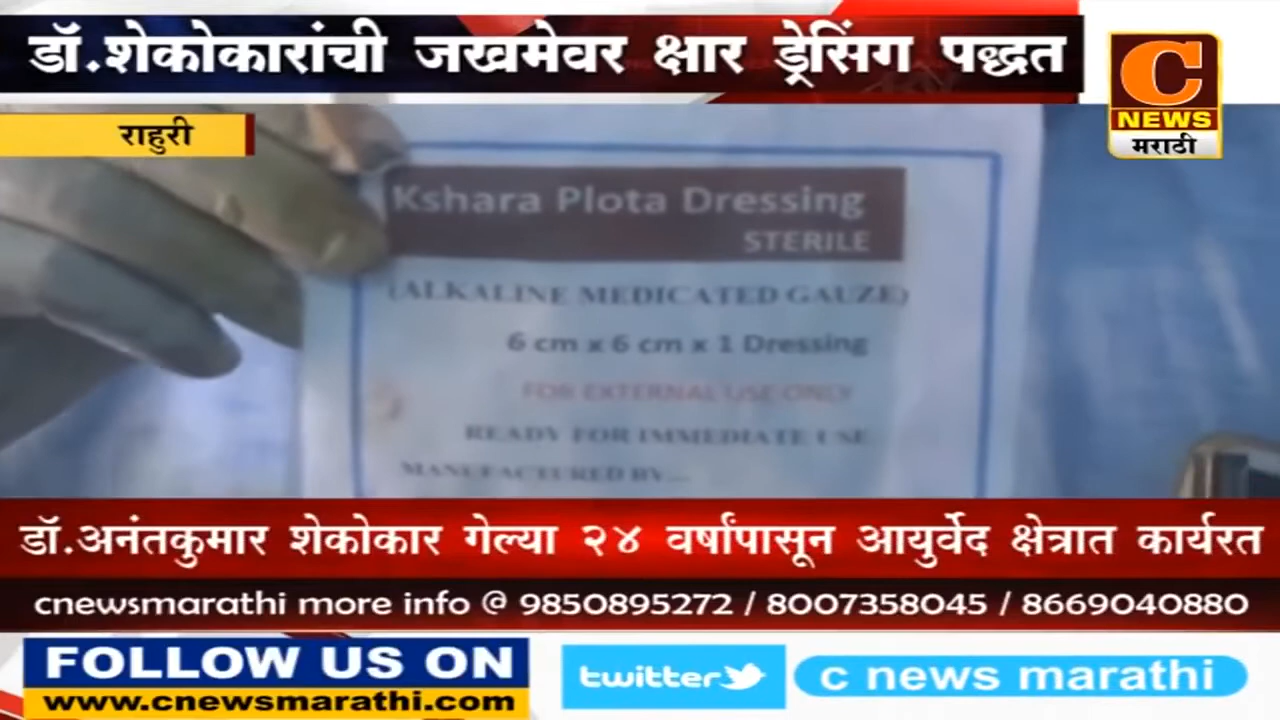 डॉ.शेकोकारांची जखमेवर क्षार ड्रेसिंग पद्धत
C
NEWS
मराठी
राहुरी
Kshara Plota Dressing
STERILE
(ALKALINE MEDICATED GAUZE)
6 cm x 6 cm x 1 Dressing
FOR EXTERNAL USE ONLY
READY FOR IMMEDIATE USE
MANUFACTURED BY...
डॉ.अनंतकुमार शेकोकार गेल्या २४ वर्षांपासून आयुर्वेद क्षेत्रात कार्यरत
cnewsmarathi more info @ 9850895272 / 8007358045 / 8669040880
FOLLOW US ON
www.cnewsmarathi.com
twitter
c news marathi